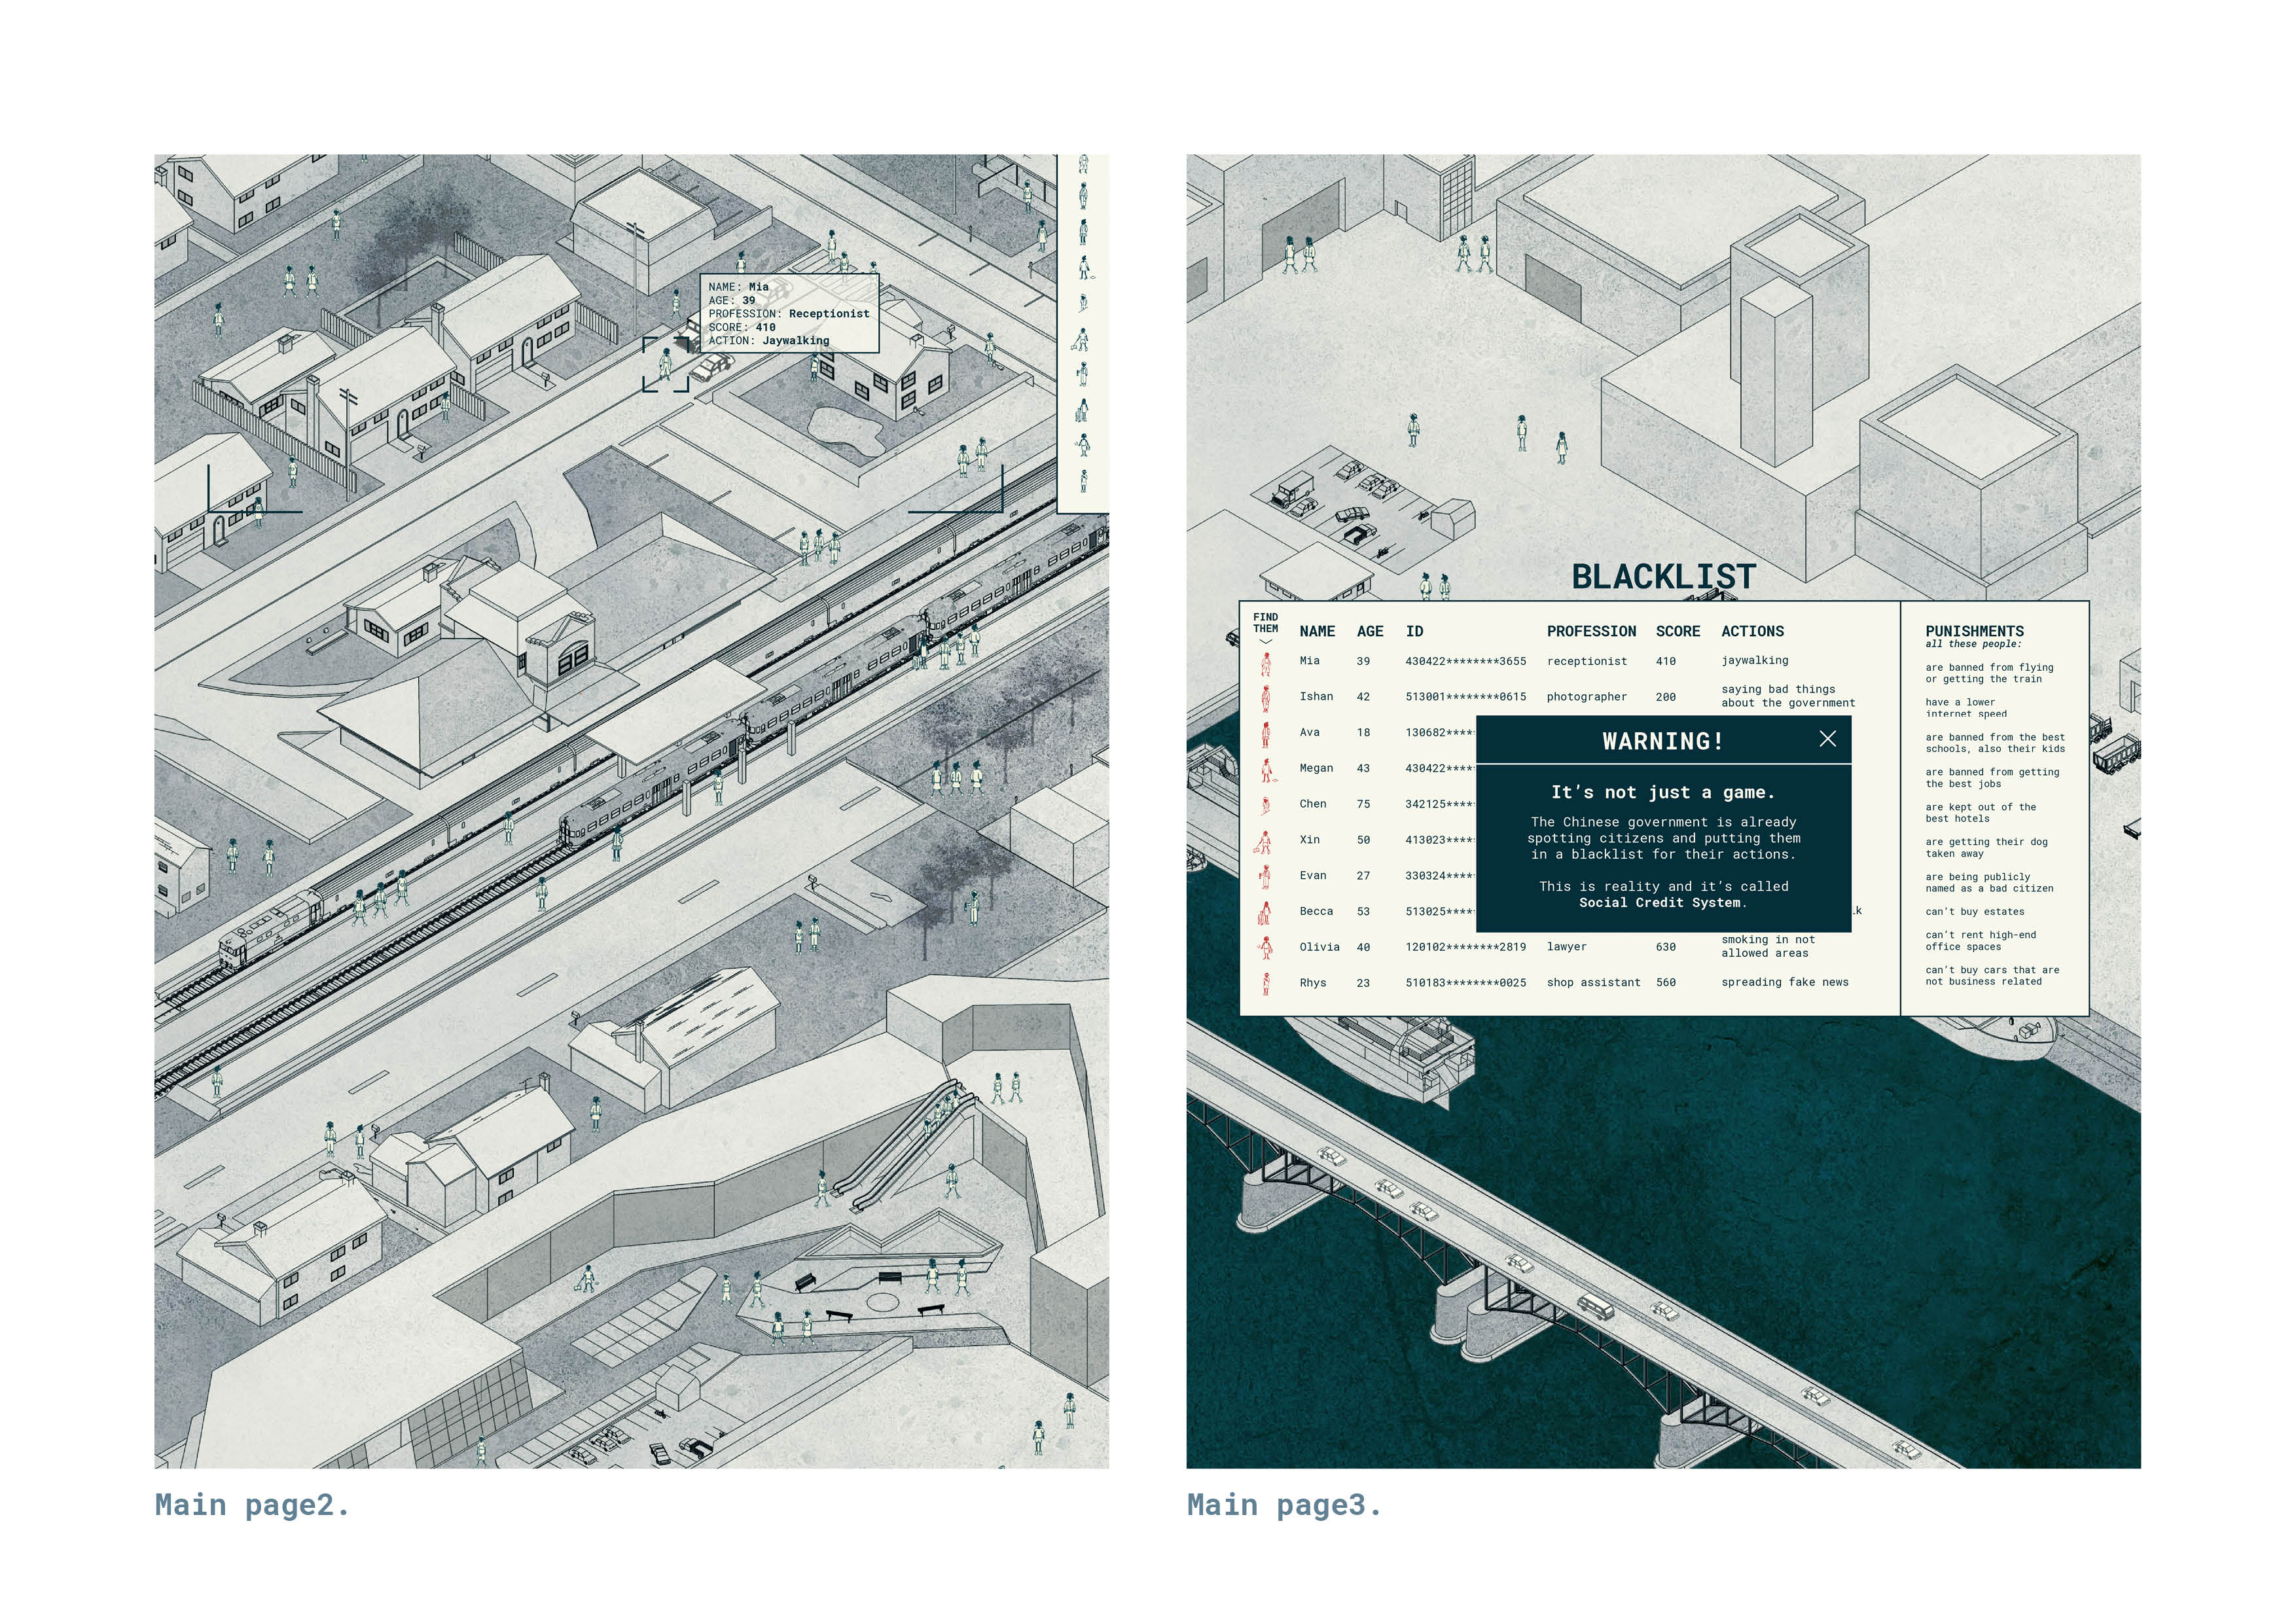 NAME: Mia
AGE: 39
PROFESSION: Receptionist
SCORE: 410
ACTION: Jaywalking
Main page2.
BLACKLIST
FIND
THEM
NAME AGE ID PROFESSION SCORE ACTIONS
Mia 39 430422********3655 receptionist 410 jaywalking
Ishan 42 513001********0615 photographer 200 saying bad things
about the government
Ava 18 130682****
Megan 43 430422****
Chen 75 342125****
Xin 50 413023****
Evan 27 330324****
Becca 53 513025**** .k
Olivia 40 120102********2819 lawyer 630 smoking in not
allowed areas
Rhys 23 510183********0025 shop assistant 560 spreading fake news
WARNING!
It's not just a game.
The Chinese government is already
spotting citizens and putting them
in a blacklist for their actions.
This is reality and it's called
Social Credit System.
PUNISHMENTS
all these people:
are banned from flying
or getting the train
have a lower
internet speed
are banned from the best
schools, also their kids
are banned from getting
the best jobs
are kept out of the
best hotels
are getting their dog
taken away
are being publicly
named as a bad citizen
can't buy estates
can't rent high-end
office spaces
can't buy cars that are
not business related
Main page3.